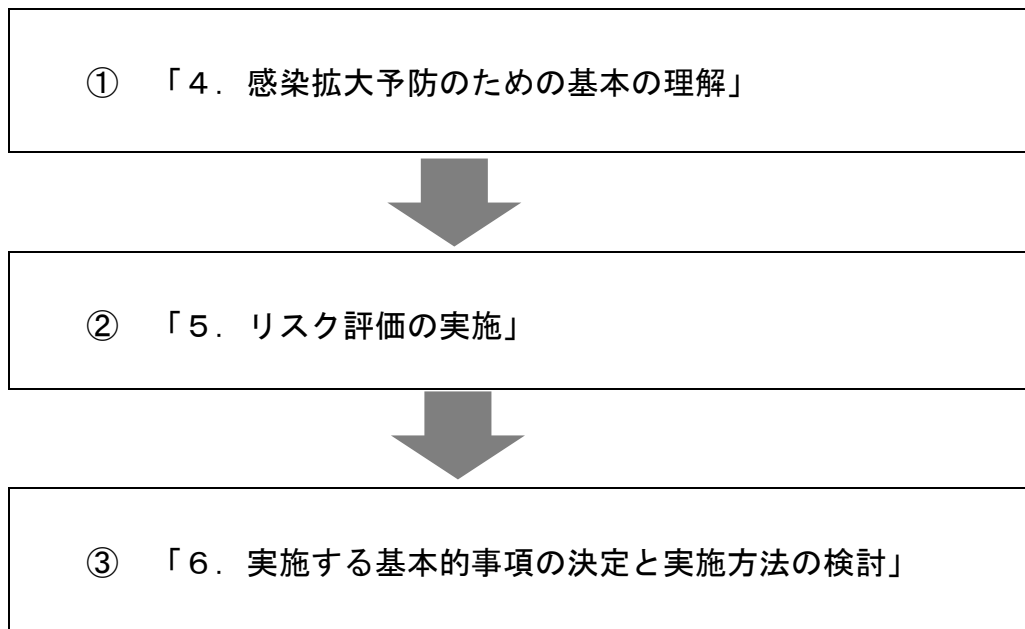 ① 「４．感染拡大予防のための基本の理解」
② 「５．リスク評価の実施」
③ 「６．実施する基本的事項の決定と実施方法の検討」